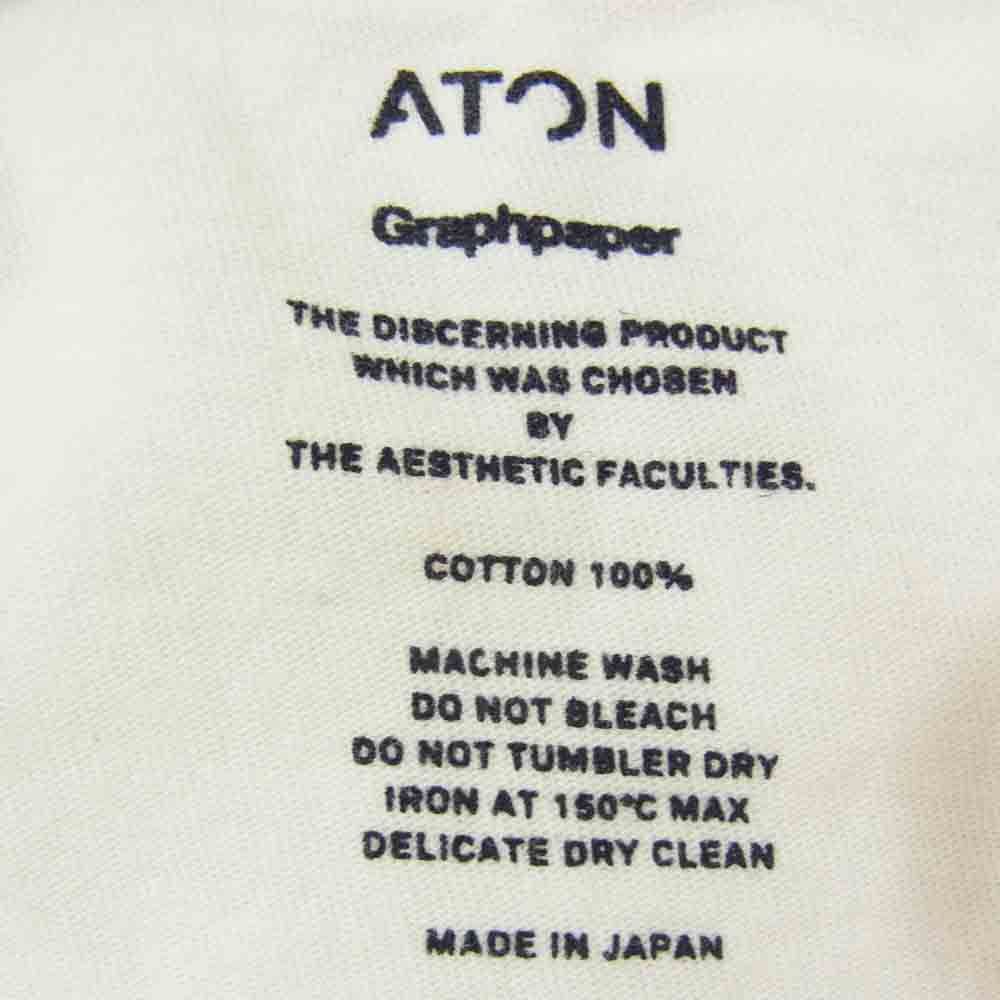 ATON
Graphpaper
THE DISCERNING PRODUCT
WHICH WAS CHOSEN
BY
THE AESTHETIC FACULTIES.
COTTON 100%
MACHINE WASH
DO NOT BLEACH
DO NOT TUMBLER DRY
IRON AT 150°C MAX
DELICATE DRY CLEAN
MADE IN JAPAN